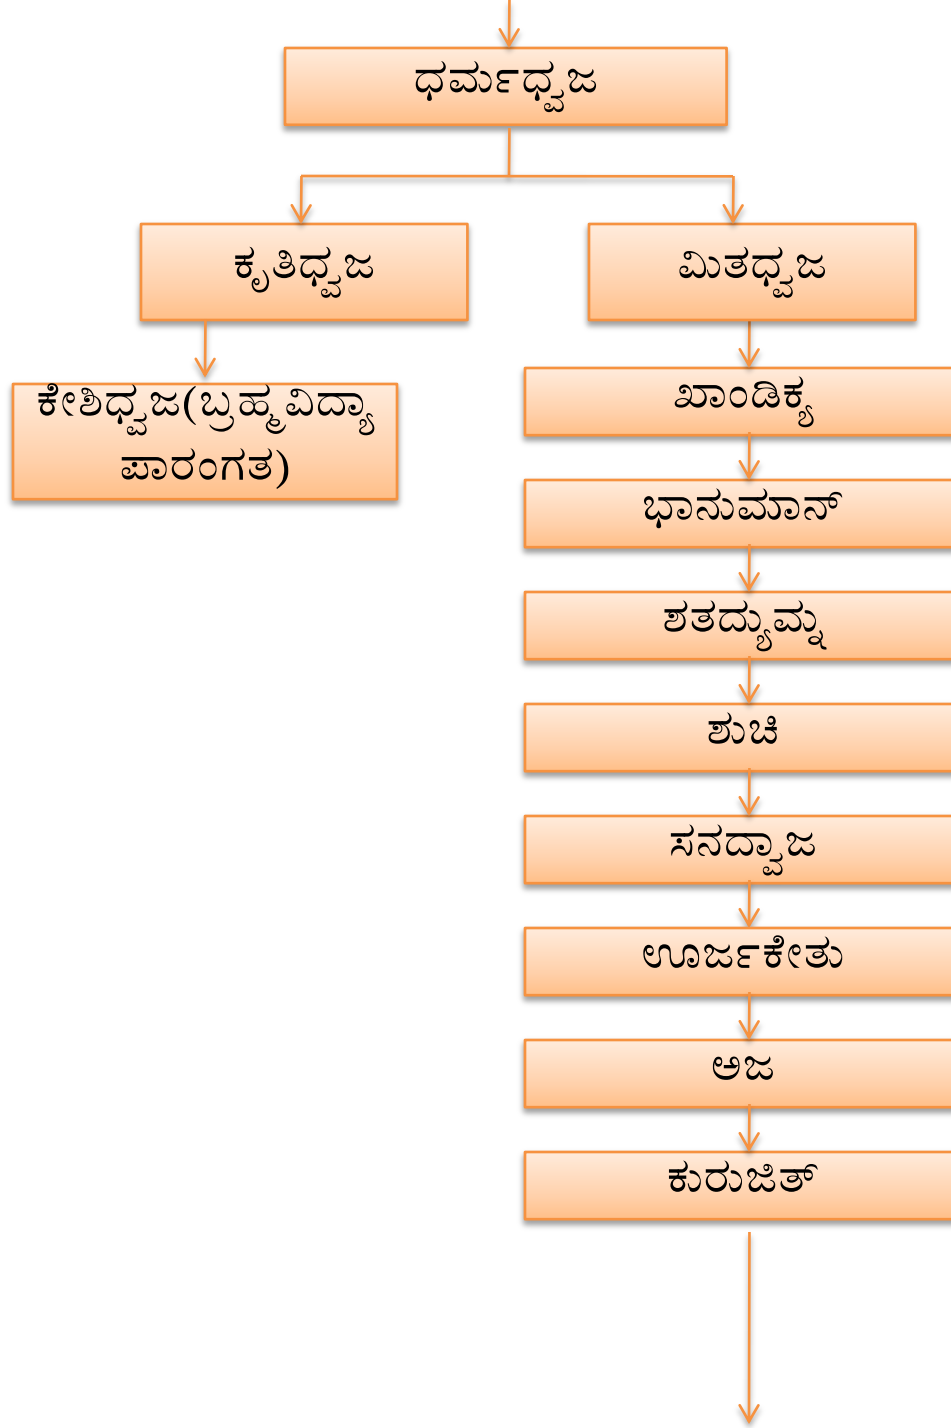 ಧರ್ಮಧ್ವಜ
ಕೃತಿಧ್ವಜ
ಮಿತಧ್ವಜ
ಕೇಶಿಧ್ವಜ(ಬ್ರಹ್ಮವಿದ್ಯಾ
ಪಾರಂಗತ)
ಖಾಂಡಿಕ್ಯ
ಭಾನುಮಾನ್
ಶತದ್ಯುಮ್ನ
ಶುಚಿ
ಸನದ್ವಾಜ
ಊರ್ಜಕೇತು
ಅಜ
ಕುರುಜಿತ್